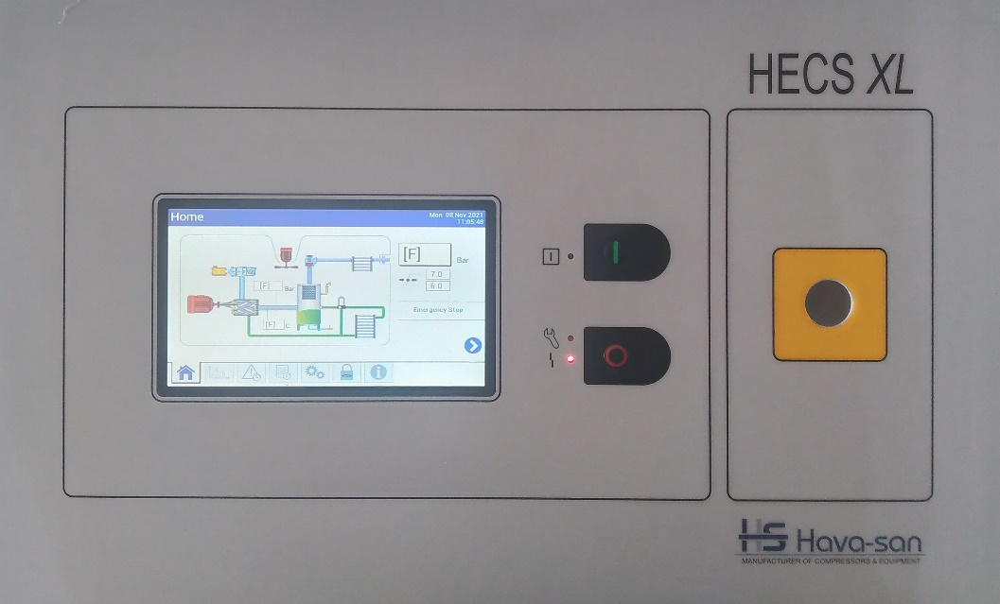 HECS XL
Home
Mon 08 Nov 2021
11:05:48
[F] Bar
7.0
6.0
[F] Bar
[F] C
Emergency Stop
HS Hava-san
MANUFACTURER OF COMPRESSORS & EQUIPMENT